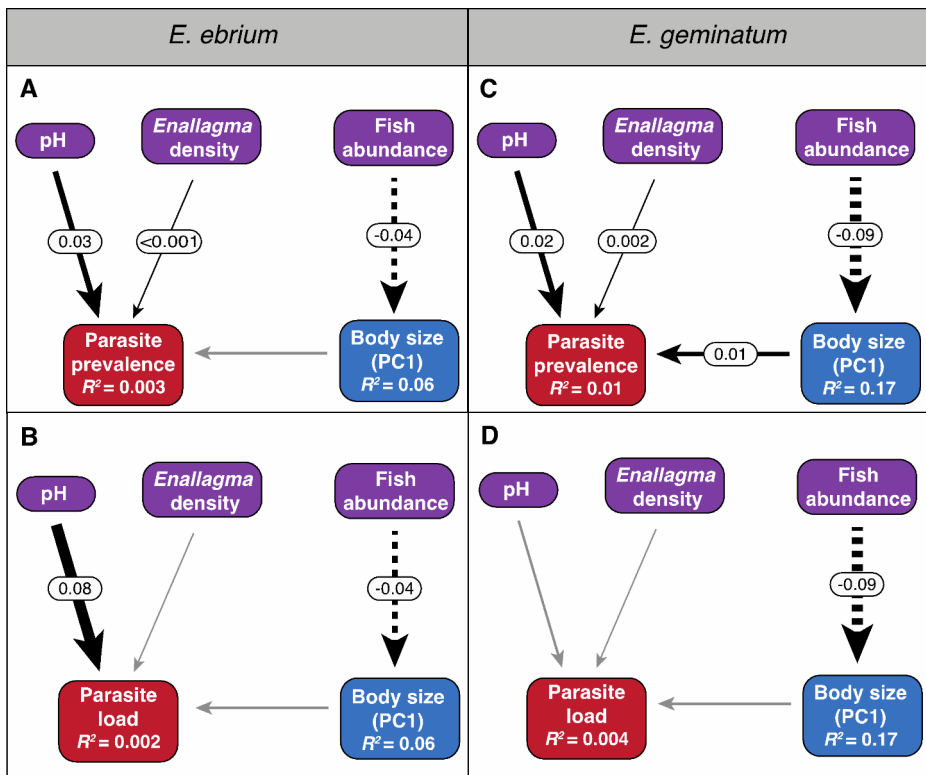 E. ebrium
E. geminatum
A
pH
Enallagma
density
Fish
abundance
0.03
<0.001
-0.04
Parasite
prevalence
R² = 0.003
Body size
(PC1)
R² = 0.06
C
pH
Enallagma
density
Fish
abundance
0.02
0.002
-0.09
Parasite
prevalence
R² = 0.01
0.01
Body size
(PC1)
R² = 0.17
B
pH
Enallagma
density
Fish
abundance
0.08
-0.04
Parasite
load
R² = 0.002
Body size
(PC1)
R² = 0.06
D
pH
Enallagma
density
Fish
abundance
-0.09
Parasite
load
R² = 0.004
Body size
(PC1)
R² = 0.17